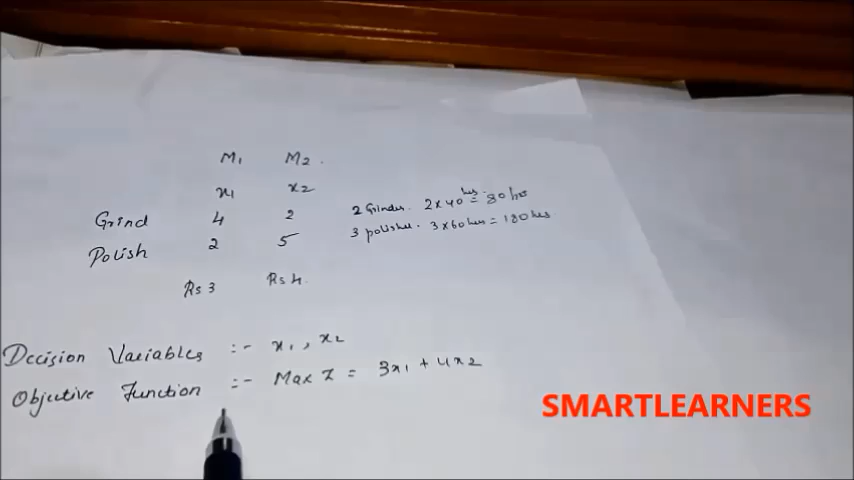 M1 M2
x1 x2
Grind 4 2 2 Grinders. 2 x 40 hrs = 80 hrs
Polish 2 5 3 polisher. 3 x 60 hrs = 180 hrs.
Rs 3 Rs 4.
Decision Variables :- x1, x2
Objective Function :- Max Z = 3x1 + 4x2
SMARTLEARNERS